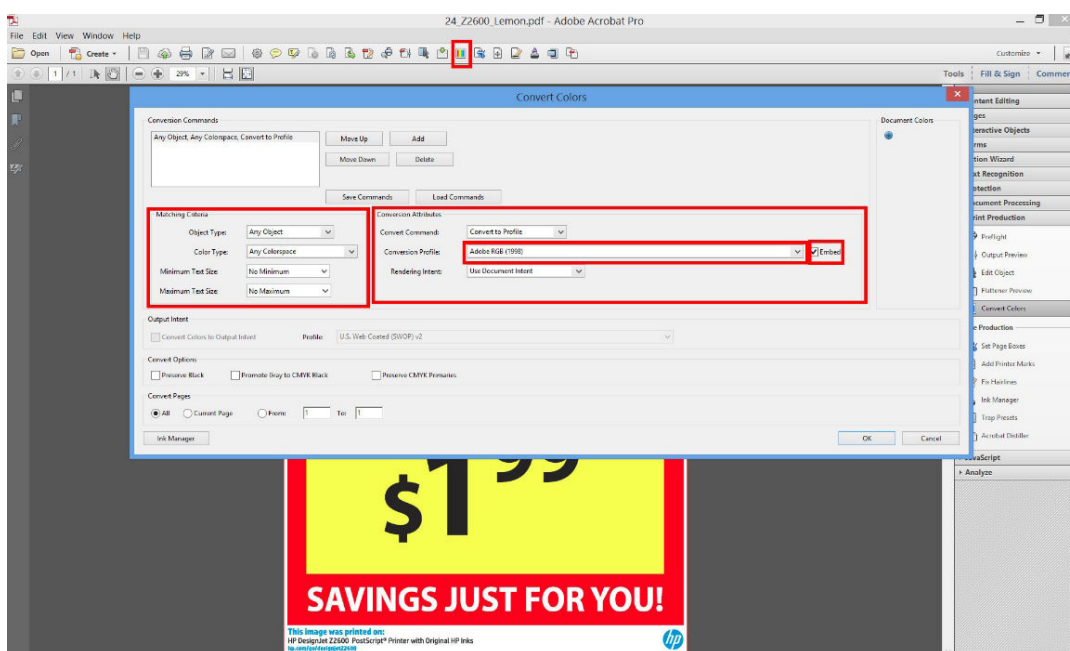 24_Z2600_Lemon.pdf - Adobe Acrobat Pro
File Edit View Window Help
Open Create Customize
1 / 1 29% Tools Fill & Sign Commen
Convert Colors
Conversion Commands Document Colors
Any Object, Any Colorspace, Convert to Profile
Move Up Add
Move Down Delete
Save Commands Load Commands
Matching Criteria Conversion Attributes
Object Type: Any Object Convert Command: Convert to Profile
Color Type: Any Colorspace Conversion Profile: Adobe RGB (1998) Embed
Minimum Text Size: No Minimum Rendering Intent: Use Document Intent
Maximum Text Size: No Maximum
Output Intent
Convert Colors to Output Intent Profile: U.S. Web Coated (SWOP) v2
Convert Options
Preserve Black Promote Gray to CMYK Black Preserve CMYK Primaries
Convert Pages
All Current Page From: 1 To: 1
Ink Manager OK Cancel
ntent Editing
ges
eractive Objects
rms
tion Wizard
xt Recognition
otection
cument Processing
rint Production
Preflight
Output Preview
Edit Object
Flattener Preview
Convert Colors
e Production
Set Page Boxes
Add Printer Marks
Fix Hairlines
Ink Manager
Trap Presets
Acrobat Distiller
vaScript
Analyze
$1.99
SAVINGS JUST FOR YOU!
This image was printed on:
HP DesignJet Z2600 PostScript® Printer with Original HP Inks
hp.com/go/designjetZ2600
hp